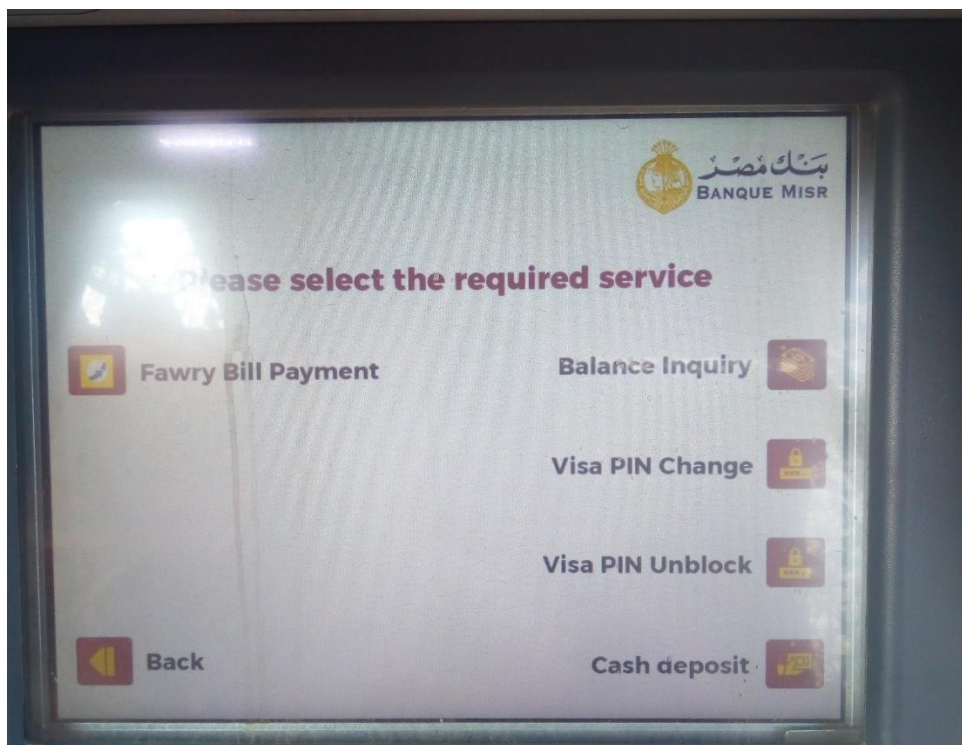 بنك مصر
BANQUE MISR
Please select the required service
Fawry Bill Payment
Balance Inquiry
Visa PIN Change
Visa PIN Unblock
Back
Cash deposit